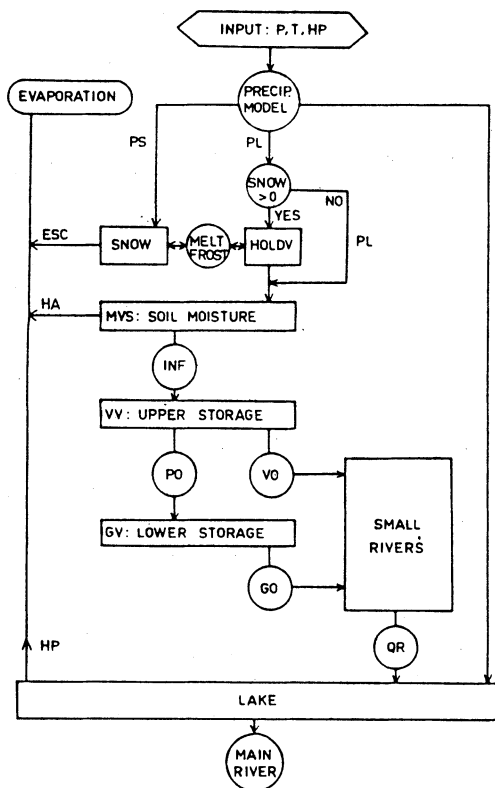 INPUT: P,T,HP
EVAPORATION
PRECIP.
MODEL
PS
PL
SNOW
>0
NO
YES
PL
ESC
SNOW
MELT
FROST
HOLDV
HA
MVS: SOIL MOISTURE
INF
VV: UPPER STORAGE
PO
VO
SMALL
RIVERS
GV: LOWER STORAGE
GO
HP
QR
LAKE
MAIN
RIVER